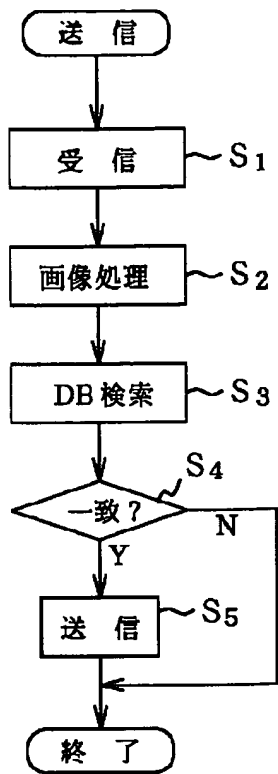 送 信
受 信 S1
画像処理 S2
DB検索 S3
S4
一致?
N
Y
送 信 S5
終 了